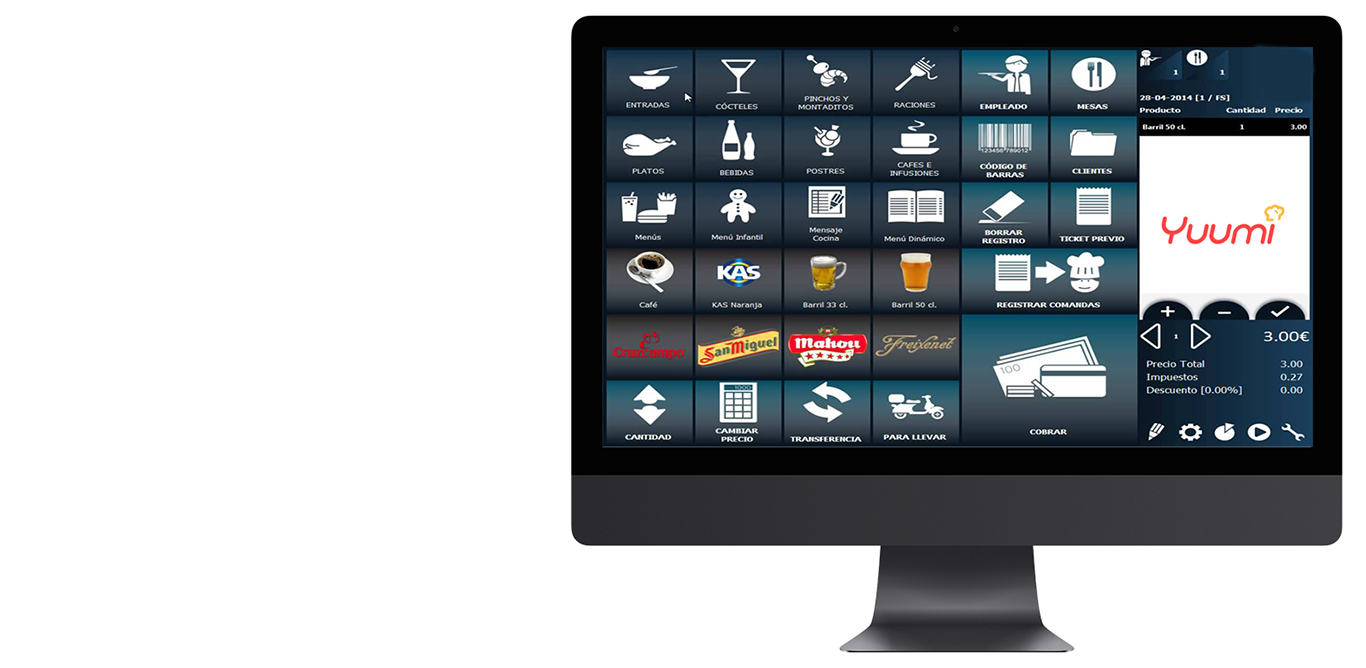 ENTRADAS
CÓCTELES
PINCHOS Y
MONTADITOS
RACIONES
EMPLEADO
MESAS
PLATOS
BEBIDAS
POSTRES
CAFES E
INFUSIONES
123456 789012
CÓDIGO DE
BARRAS
CLIENTES
Menús
Menú Infantil
Mensaje
Cocina
Menú Dinámico
BORRAR
REGISTRO
TICKET PREVIO
Café
KAS
KAS Naranja
Barril 33 cl.
Barril 50 cl.
REGISTRAR COMANDAS
Cruzcampo
San Miguel
Mahou
Freixenet
100
COBRAR
CANTIDAD
1000
CAMBIAR
PRECIO
TRANSFERENCIA
PARA LLEVAR
1 1
28-04-2014 [1 / FS]
Producto Cantidad Precio
Barril 50 cl. 1 3.00
Yuumi
1 3.00€
Precio Total 3.00
Impuestos 0.27
Descuento [0.00%] 0.00